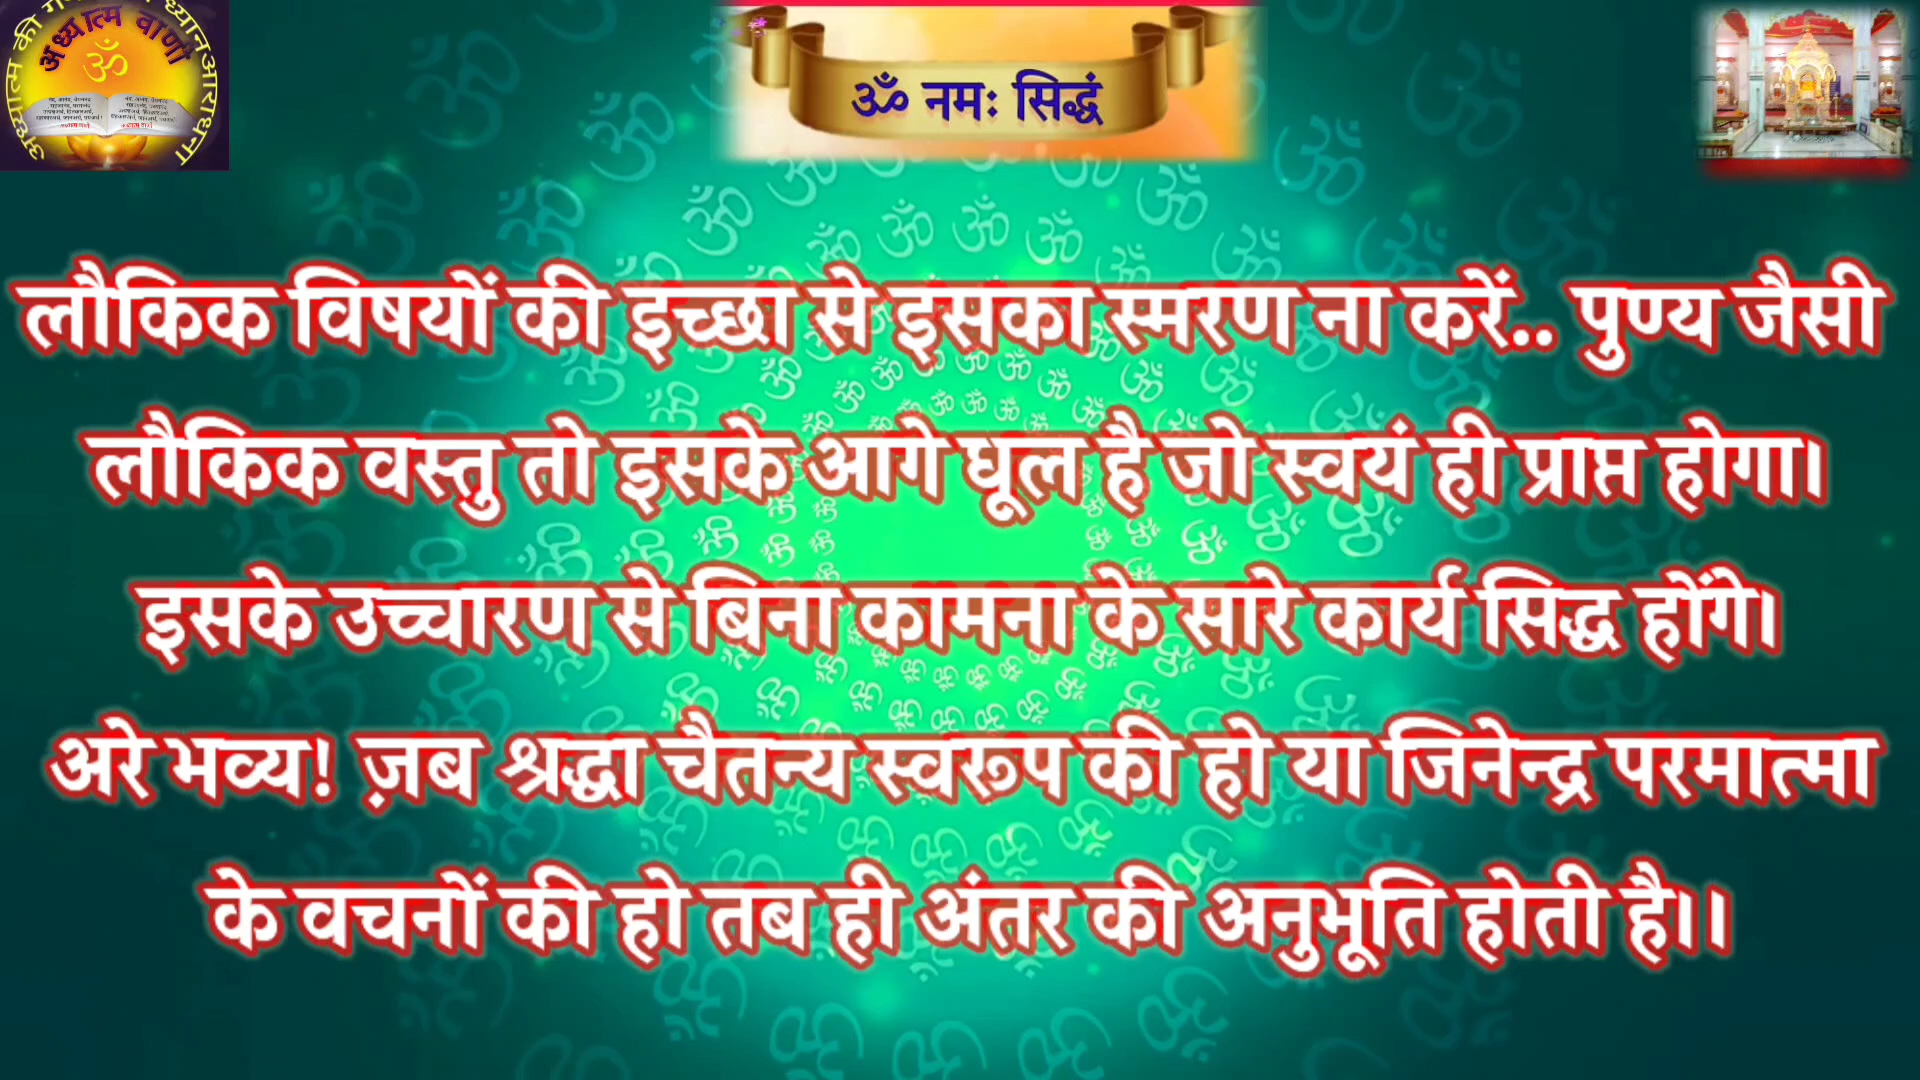 अध्यात्म वाणी
ॐ नमः सिद्धं
लौकिक विषयों की इच्छा से इसका स्मरण ना करें.. पुण्य जैसी
लौकिक वस्तु तो इसके आगे घूल है जो स्वयं ही प्राप्त होगा।
इसके उच्चारण से बिना कामना के सारे कार्य सिद्ध होंगे।
अरे भव्य! ज़ब श्रद्धा चैतन्य स्वरूप की हो या जिनेन्द्र परमात्मा
के वचनों की हो तब ही अंतर की अनुभूति होती है।।